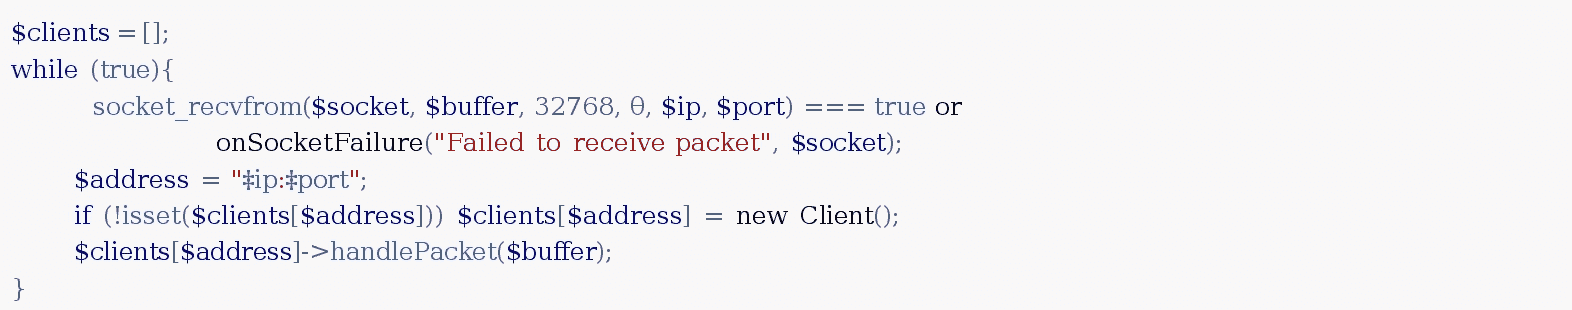 $clients = [];
while (true){
socket_recvfrom($socket, $buffer, 32768, 0, $ip, $port) === true or
onSocketFailure("Failed to receive packet", $socket);
$address = "‡ip:‡port";
if (!isset($clients[$address])) $clients[$address] = new Client();
$clients[$address]->handlePacket($buffer);
}